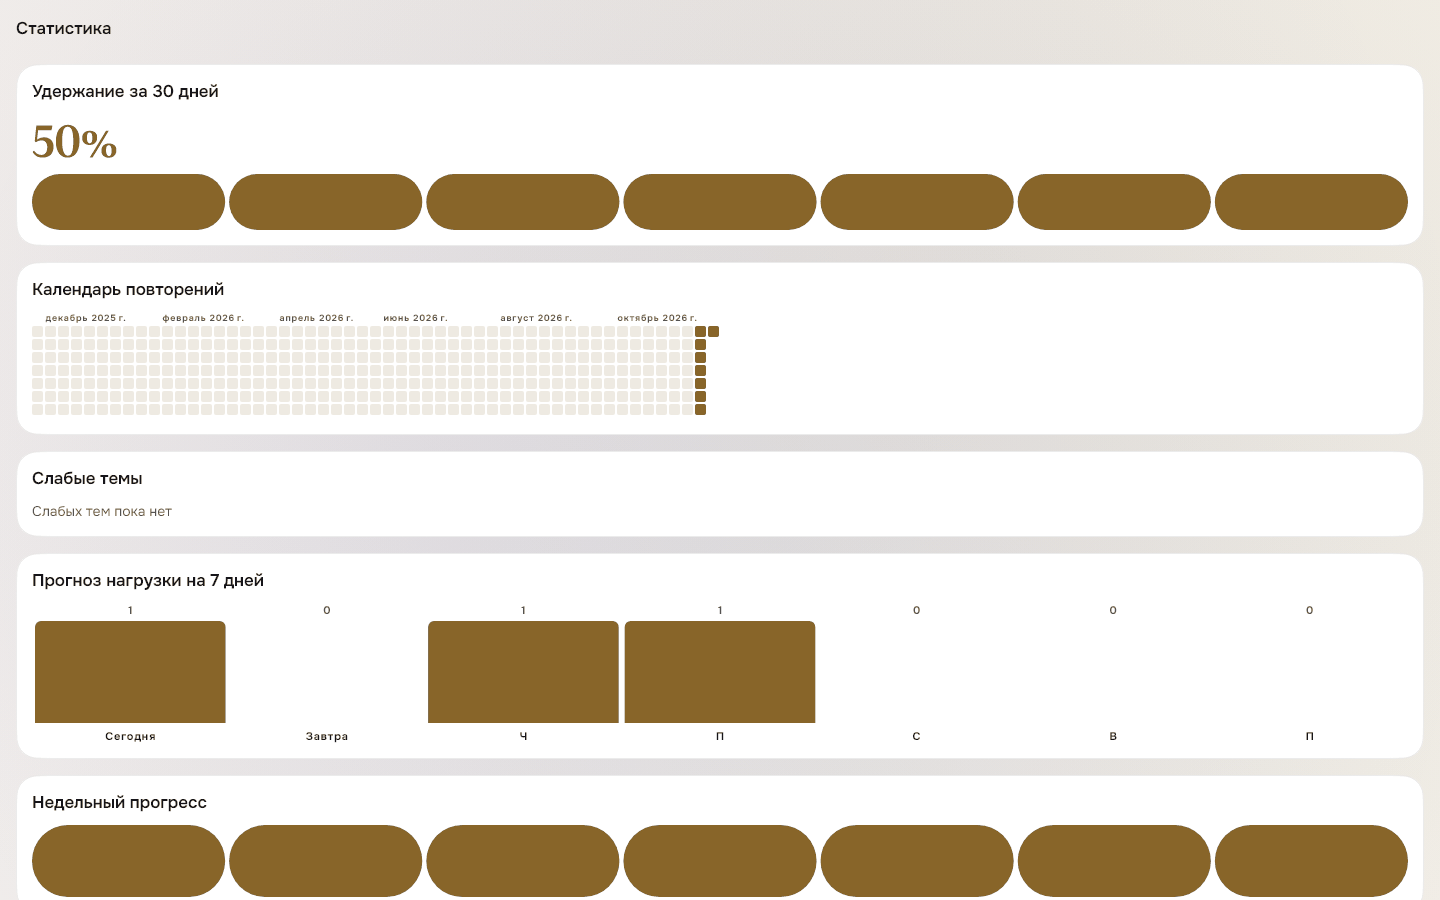 Статистика
Удержание за 30 дней
50%
Календарь повторений
декабрь 2025 г. февраль 2026 г. апрель 2026 г. июнь 2026 г. август 2026 г. октябрь 2026 г.
Слабые темы
Слабых тем пока нет
Прогноз нагрузки на 7 дней
1 0 1 1 0 0 0
Сегодня Завтра Ч П С В П
Недельный прогресс